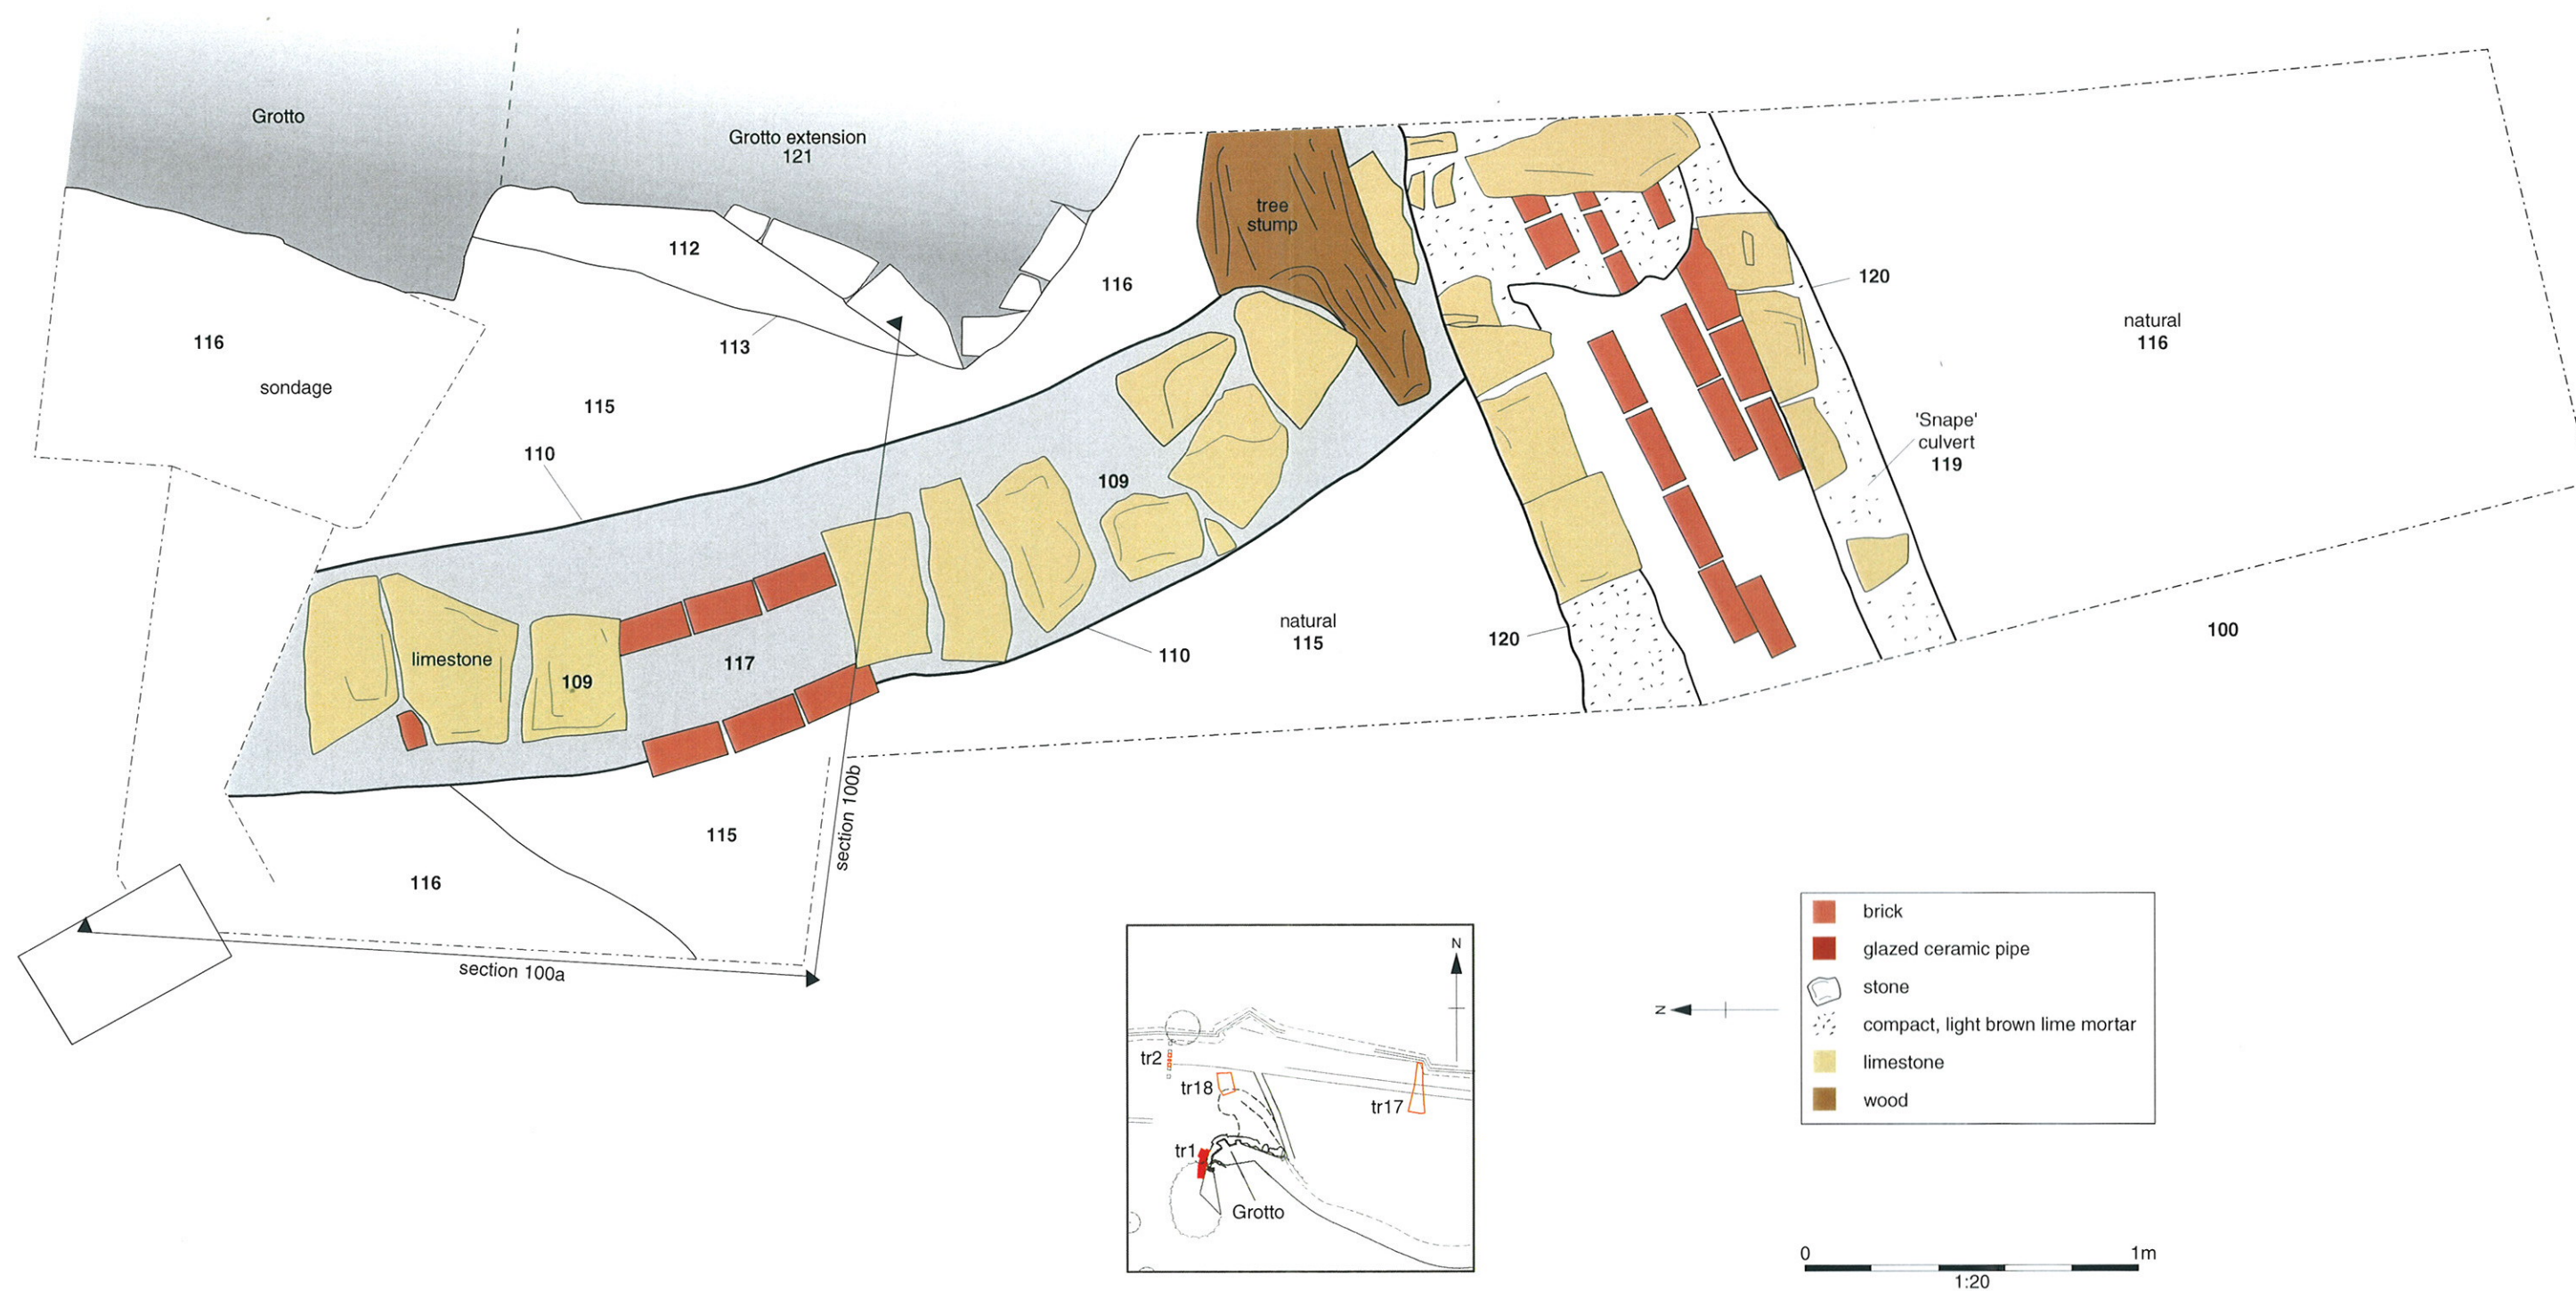 Grotto
Grotto extension
121
tree
stump
112
116
120
113
116
sondage
natural
116
115
110
'Snape'
culvert
119
109
limestone
109
117
natural
115
110
120
100
section 100b
115
116
section 100a
N
tr2
tr18
tr17
tr1
Grotto
N
brick
glazed ceramic pipe
stone
compact, light brown lime mortar
limestone
wood
0 1m
1:20